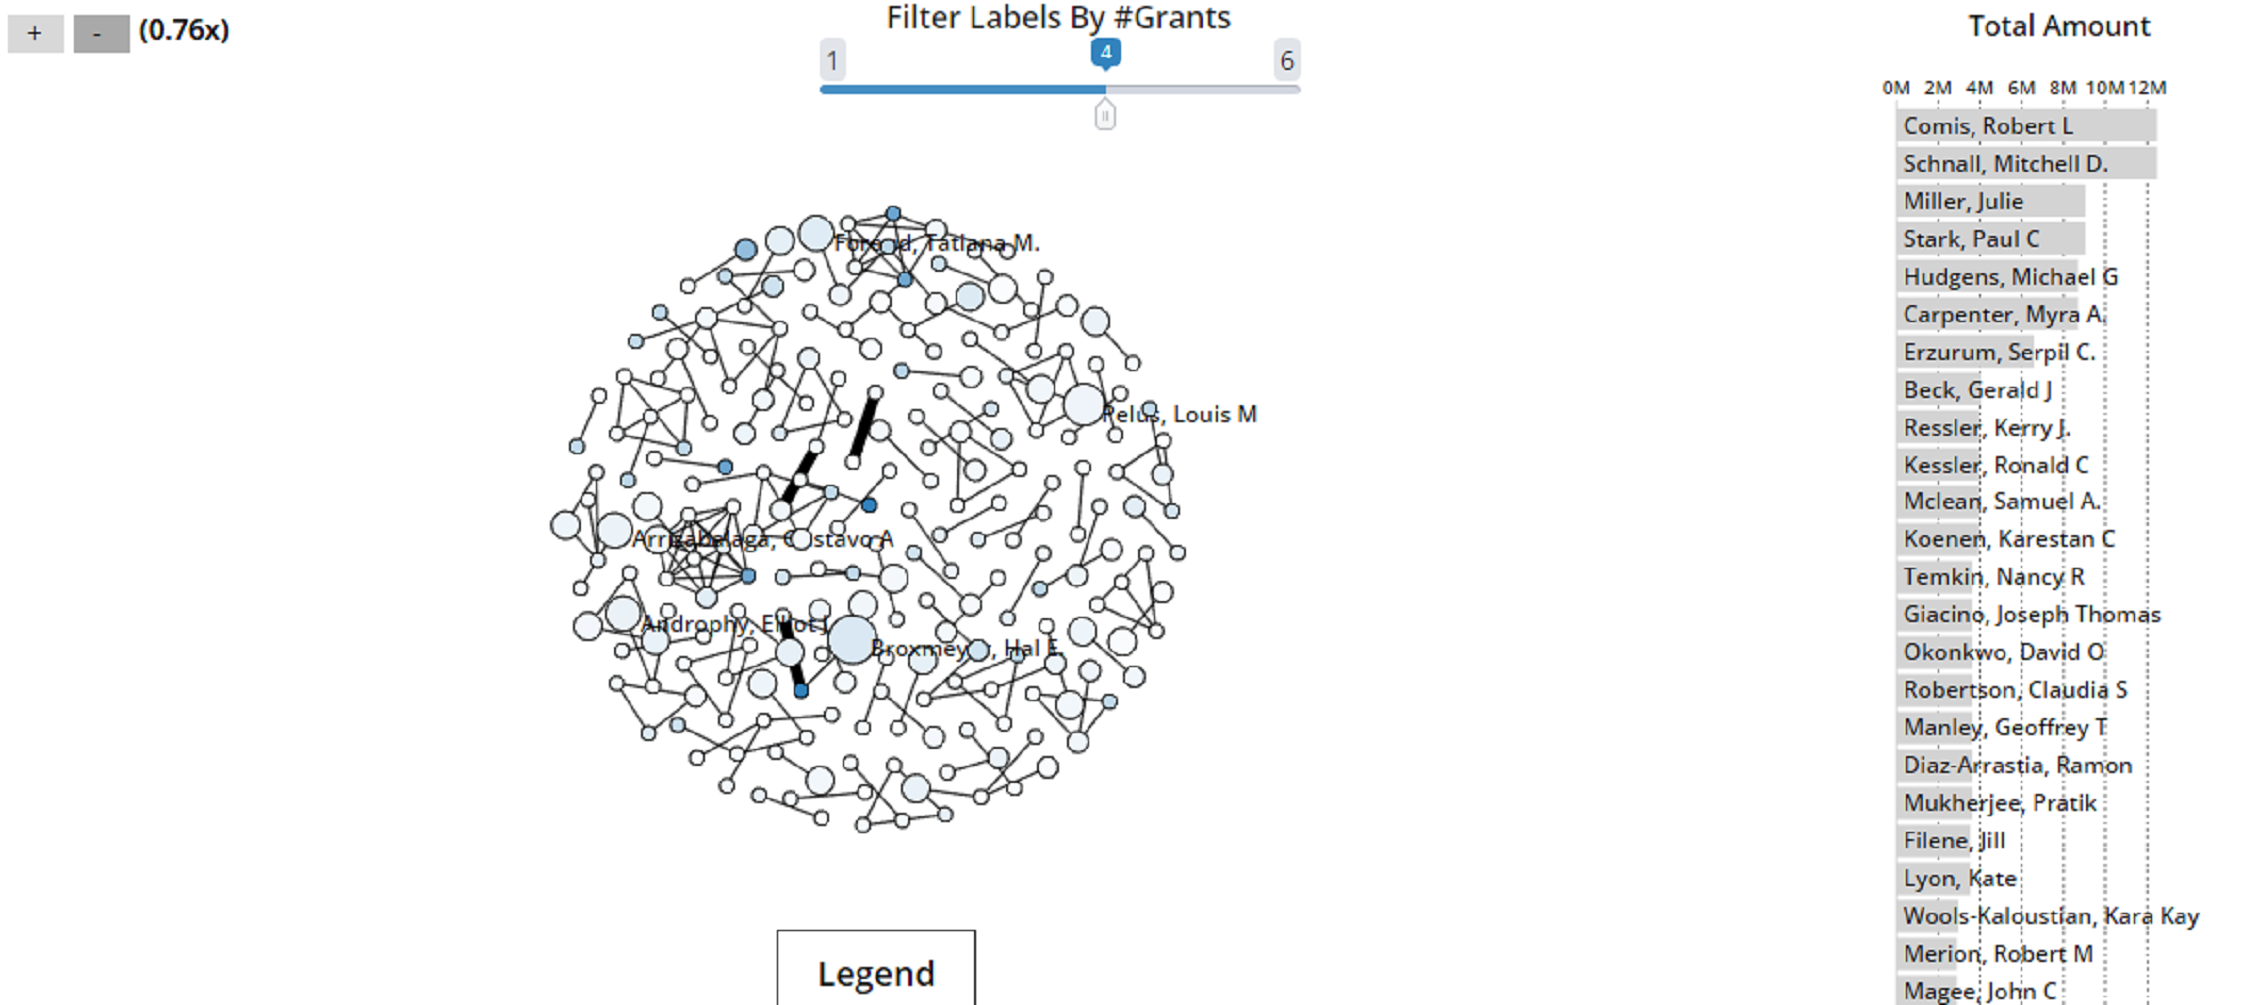 + - (0.76x)
Filter Labels By #Grants
1 4 6
Total Amount
0M 2M 4M 6M 8M 10M 12M
Comis, Robert L
Schnall, Mitchell D.
Miller, Julie
Stark, Paul C
Hudgens, Michael G
Carpenter, Myra A.
Erzurum, Serpil C.
Beck, Gerald J
Ressler, Kerry J.
Kessler, Ronald C
Mclean, Samuel A.
Koenen, Karestan C
Temkin, Nancy R
Giacino, Joseph Thomas
Okonkwo, David O
Robertson, Claudia S
Manley, Geoffrey T
Diaz-Arrastia, Ramon
Mukherjee, Pratik
Filene, Jill
Lyon, Kate
Wools-Kaloustian, Kara Kay
Merion, Robert M
Magee, John C
Tatiana M.
Pelus, Louis M
Arrigabalaga, Gustavo A
Androphy, Elliot J
Broxmeyer, Hal E.
Legend